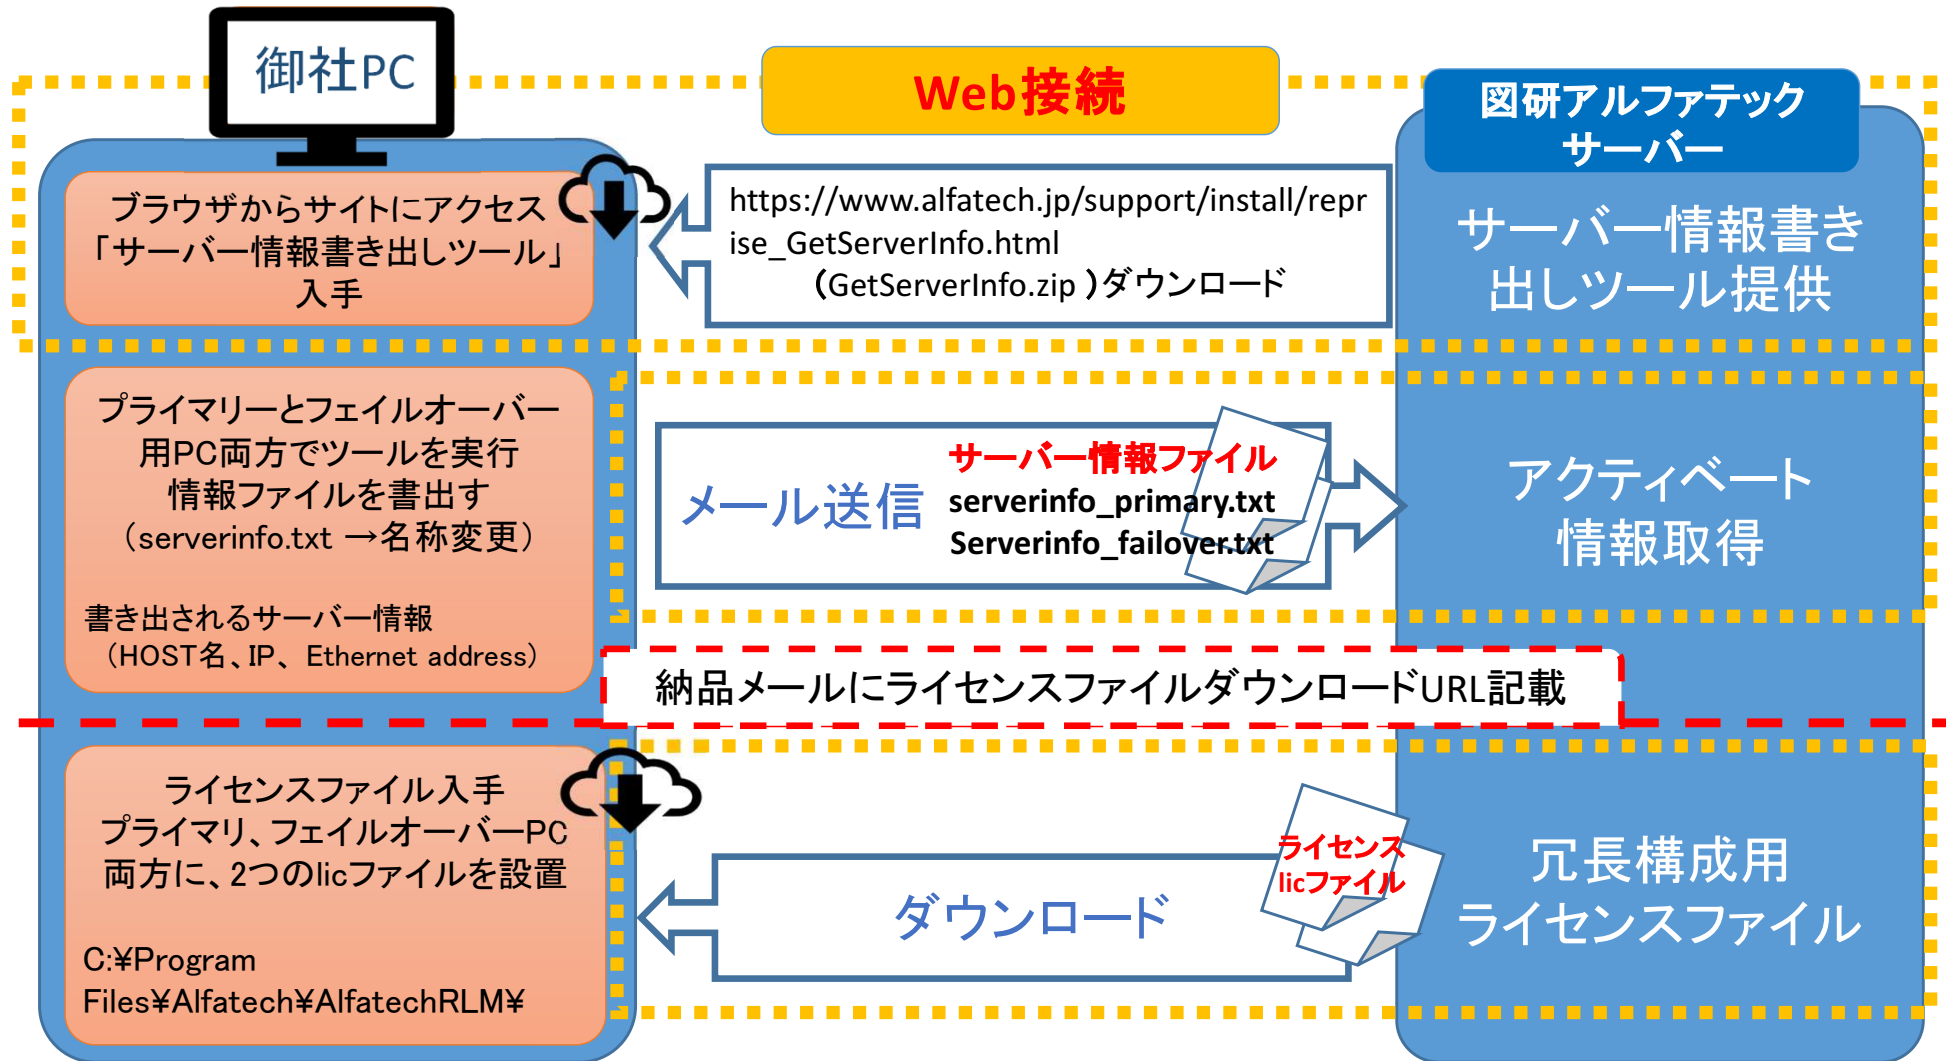 御社PC
Web接続
図研アルファテック
サーバー
ブラウザからサイトにアクセス
「サーバー情報書き出しツール」
入手
https://www.alfatech.jp/support/install/repr
ise_GetServerInfo.html
(GetServerInfo.zip )ダウンロード
サーバー情報書き
出しツール提供
プライマリーとフェイルオーバー
用PC両方でツールを実行
情報ファイルを書出す
（serverinfo.txt →名称変更）
書き出されるサーバー情報
（HOST名、IP、 Ethernet address）
メール送信
サーバー情報ファイル
serverinfo_primary.txt
Serverinfo_failover.txt
アクティベート
情報取得
納品メールにライセンスファイルダウンロードURL記載
ライセンスファイル入手
プライマリ、フェイルオーバーPC
両方に、2つのlicファイルを設置
C:¥Program
Files¥Alfatech¥AlfatechRLM¥
ダウンロード
ライセンス
licファイル
冗長構成用
ライセンスファイル